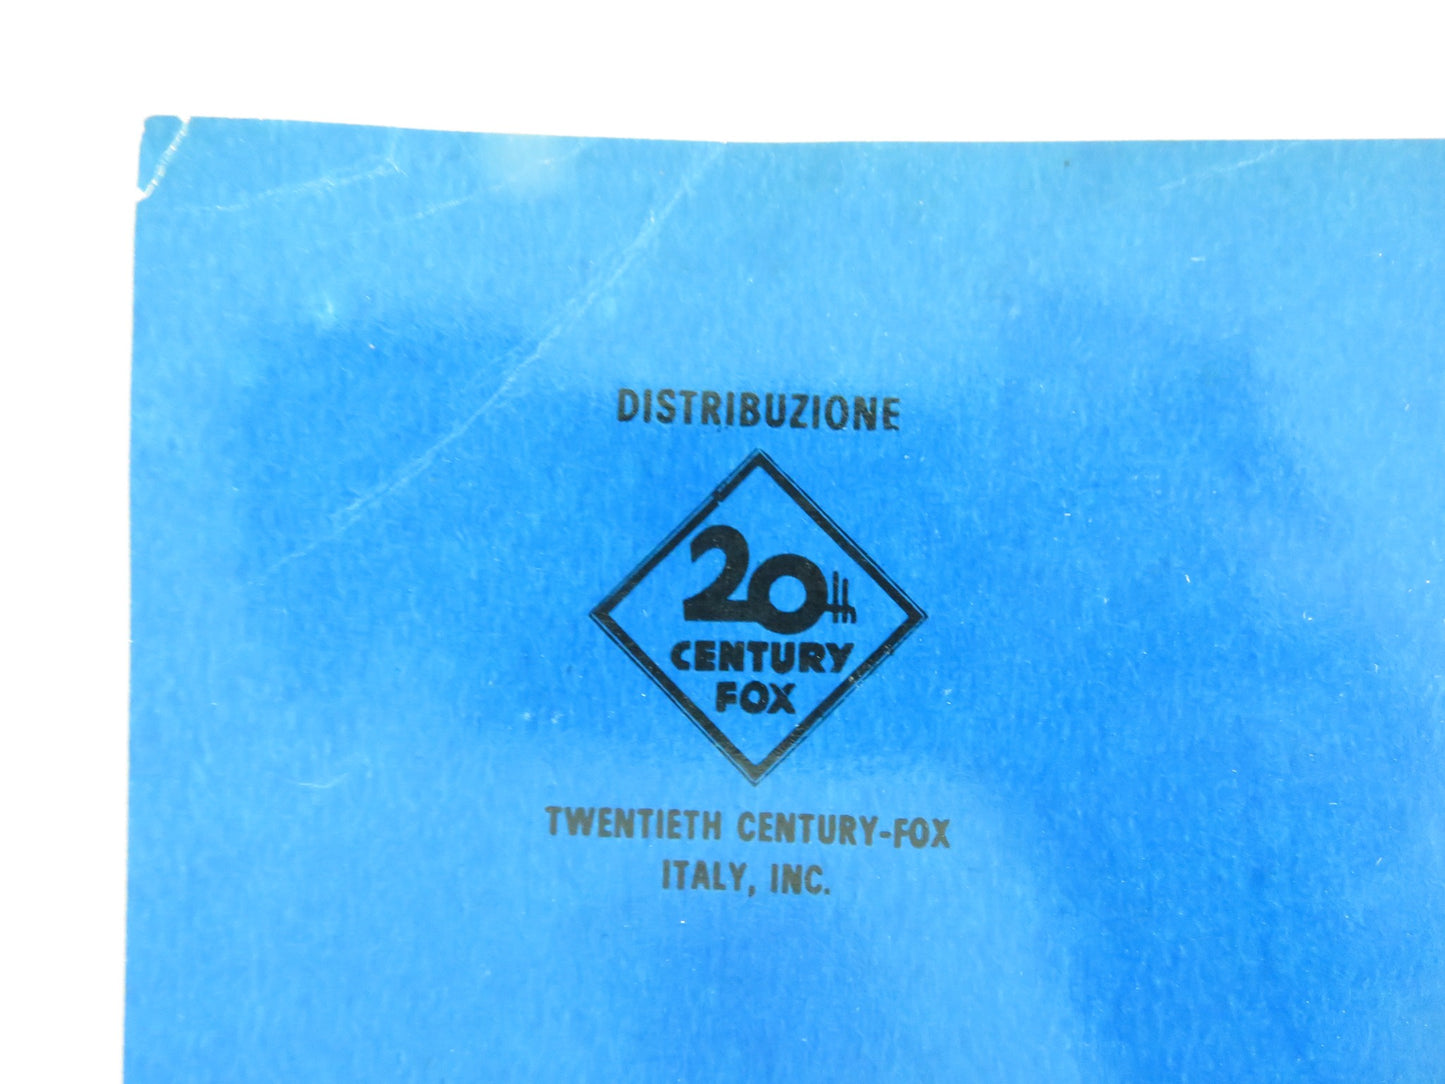 DISTRIBUZIONE
20th
CENTURY
FOX
TWENTIETH CENTURY-FOX
ITALY, INC.